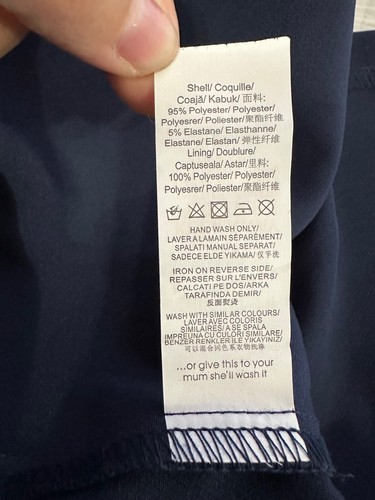 Shell/ Coquille/
Coajă/ Kabuk/ 面料:
95% Polyester/ Polyester/
Polyesrer/ Poliester/聚酯纤维
5% Elastane/ Elasthanne/
Elastan/ Elastan/ 弹性纤维
Lining/ Doublure/
Captuseala/ Astar/里料:
100% Polyester/ Polyester/
Polyesrer/ Poliester/聚酯纤维
HAND WASH ONLY/
LAVER A LAMAIN SÉPARÉMENT/
SPALATI MANUAL SEPARAT/
SADECE ELDE YIKAMA/ 仅手洗
IRON ON REVERSE SIDE/
REPASSER SUR L'ENVERS/
CALCATI PE DOS/ARKA
TARAFINDA DEMIR/
反面熨烫
WASH WITH SIMILAR COLOURS/
LAVER AVEC COLORIS
SIMILAIRES/ A SE SPALA
IMPREUNA CU CULORI SIMILARE/
BENZER RENKLER ILE YIKAYINIZ/
可以混合同色系衣物洗涤
...or give this to your
mum she'll wash it